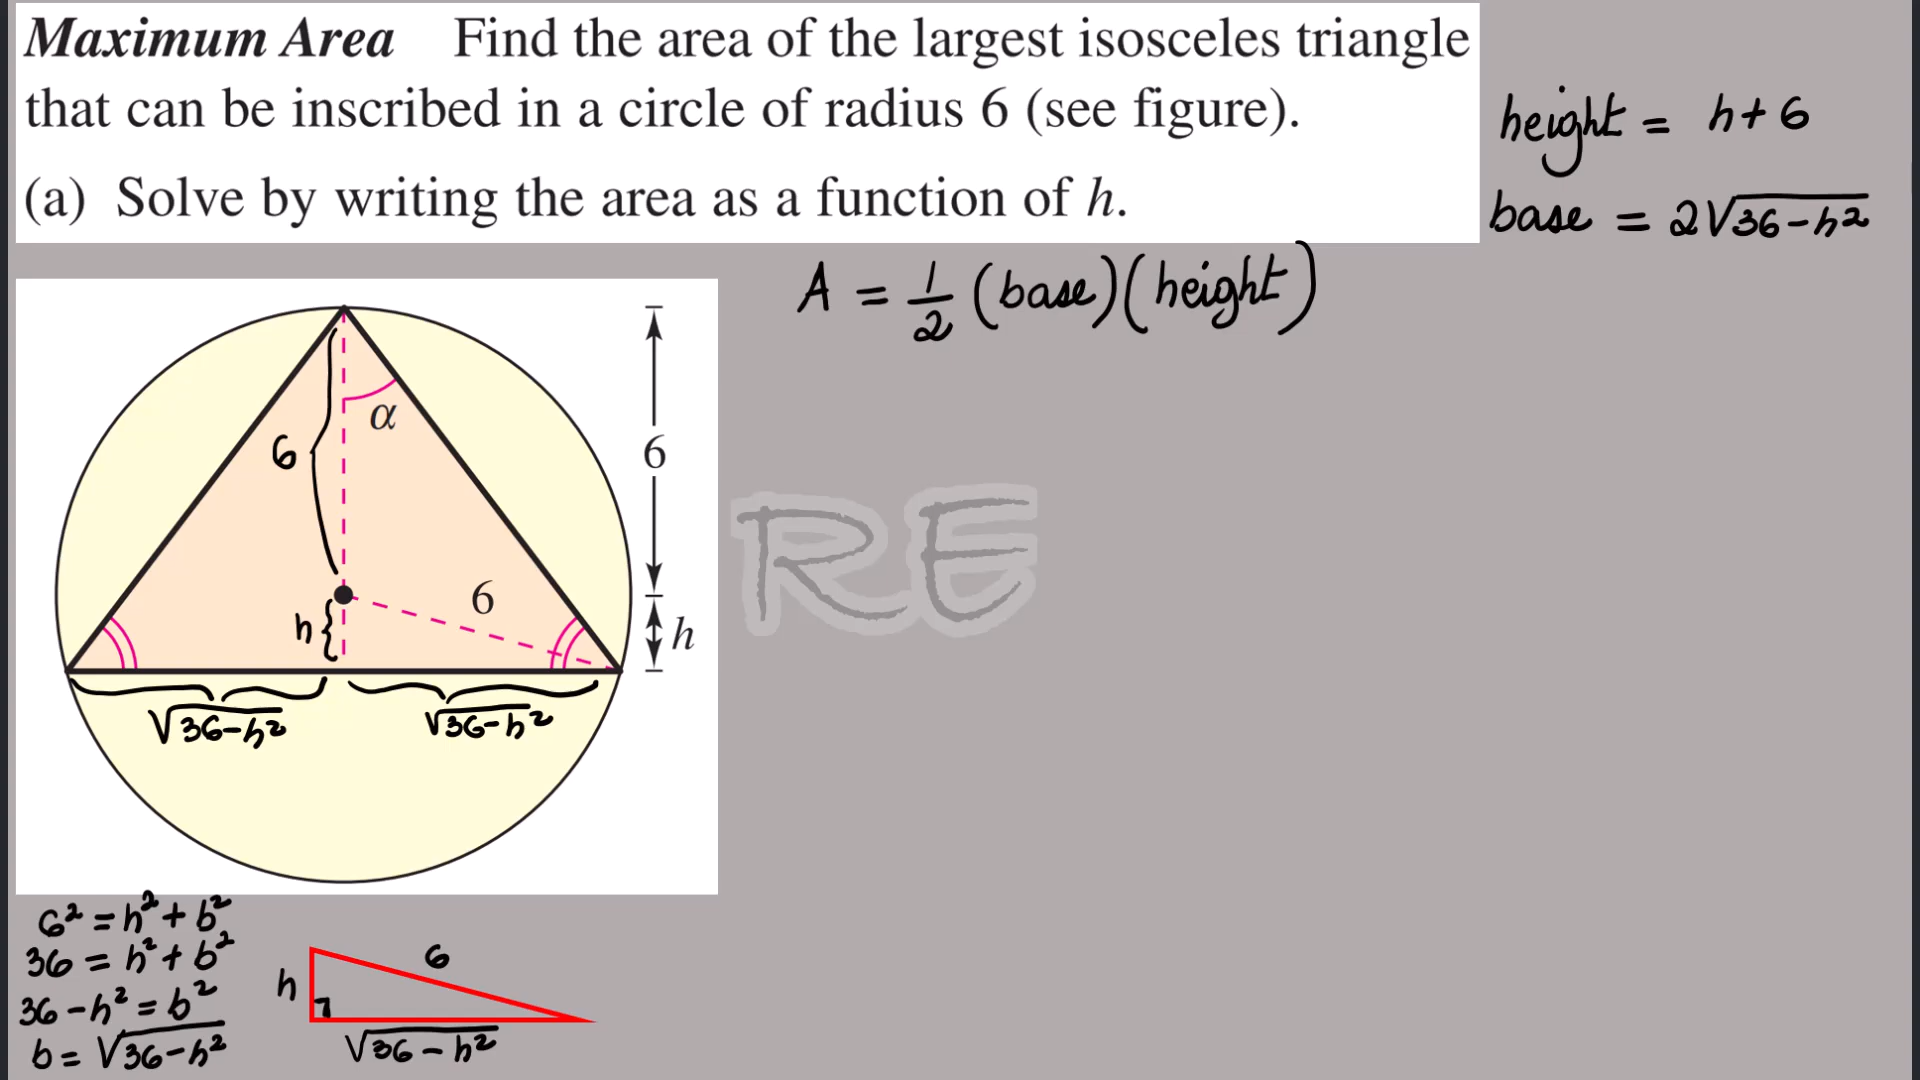 Maximum Area Find the area of the largest isosceles triangle
that can be inscribed in a circle of radius 6 (see figure).
(a) Solve by writing the area as a function of h.
height = h + 6
base = 2√36-h²
A = 1/2 (base)(height)
α
6
6
6
h
h
√36-h²
√36-h²
RE
6² = h² + b²
36 = h² + b²
36 - h² = b²
b = √36-h²
6
h
√36 - h²